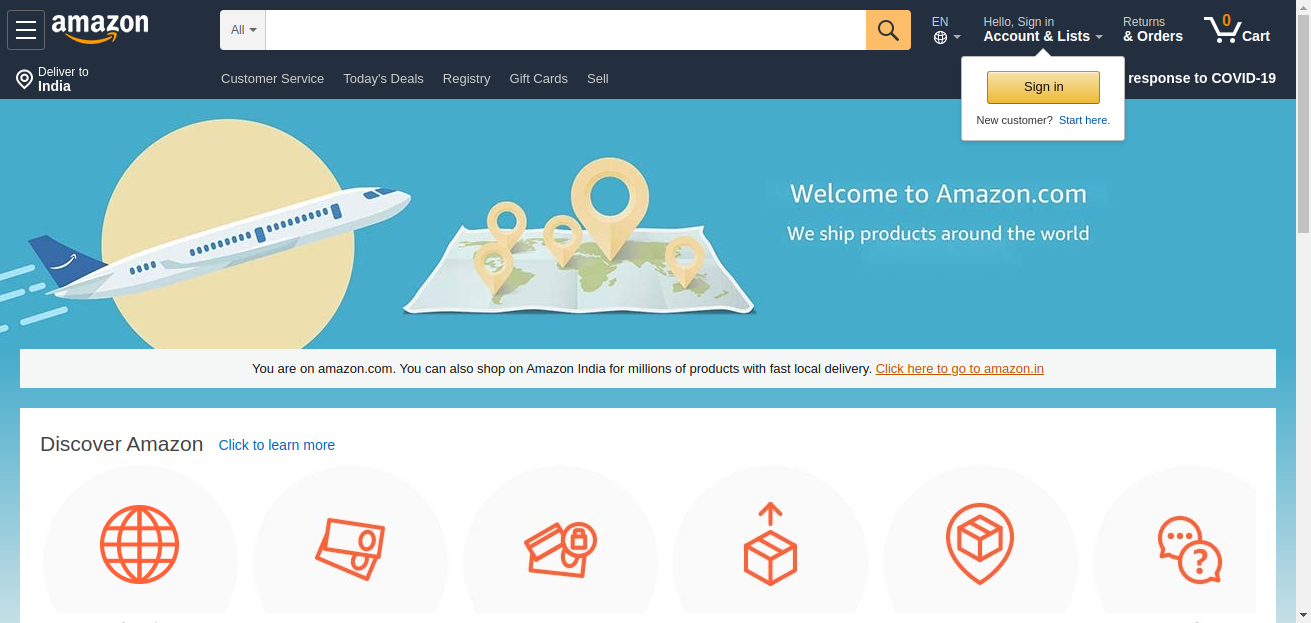 amazon
All
EN
Hello, Sign in
Account & Lists
Returns
& Orders
0
Cart
Deliver to
India
Customer Service
Today's Deals
Registry
Gift Cards
Sell
response to COVID-19
Sign in
New customer? Start here.
Welcome to Amazon.com
We ship products around the world
You are on amazon.com. You can also shop on Amazon India for millions of products with fast local delivery. Click here to go to amazon.in
Discover Amazon Click to learn more
?